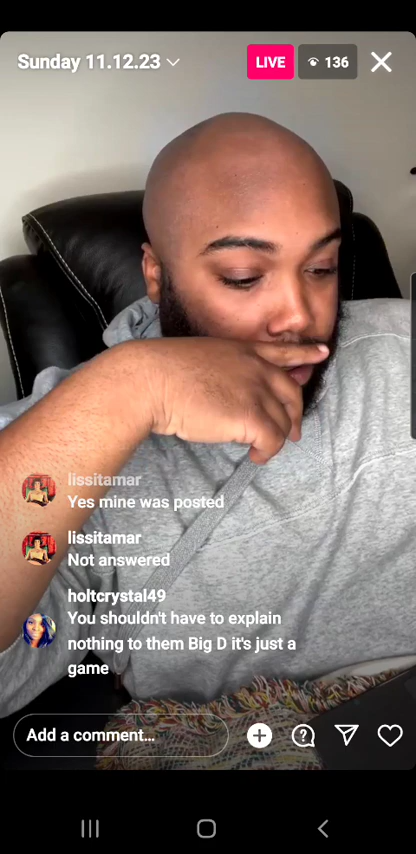 Sunday 11.12.23
LIVE
136
lissitamar
Yes mine was posted
lissitamar
Not answered
holtcrystal49
You shouldn't have to explain
nothing to them Big D it's just a
game
Add a comment...